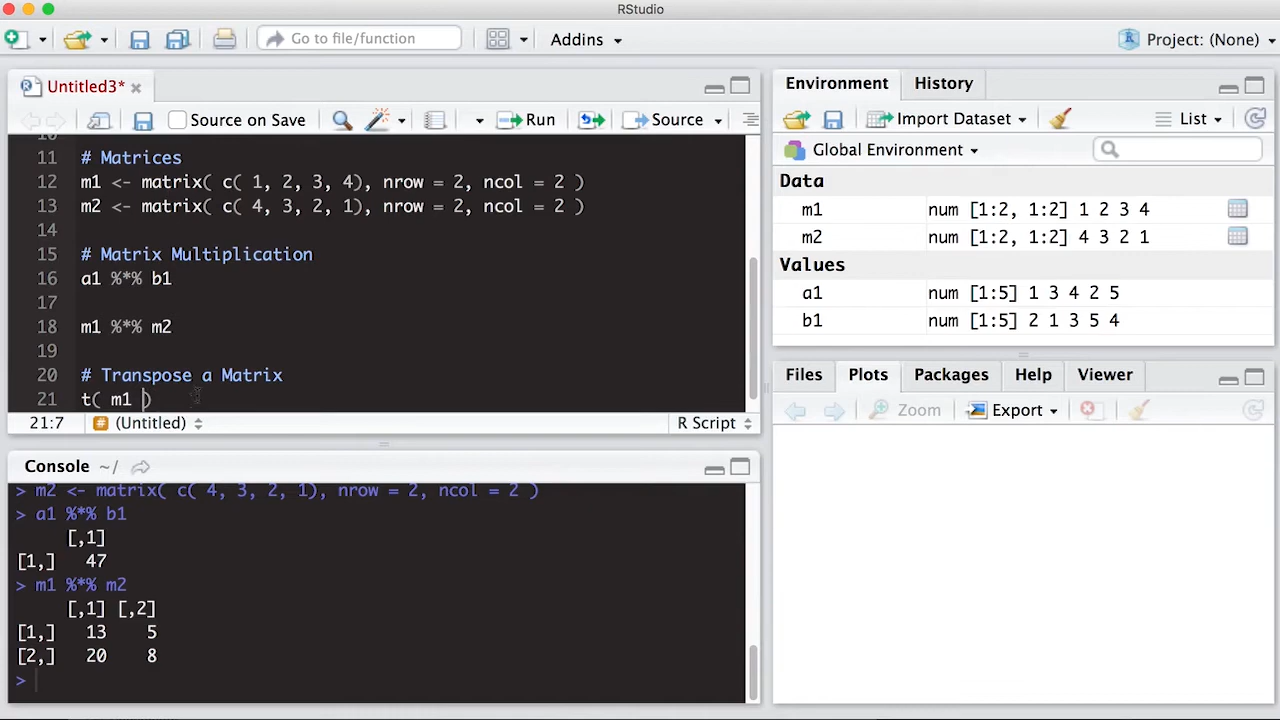 RStudio
Go to file/function
Addins
Project: (None)
Untitled3*
Source on Save
Run
Source
11 # Matrices
12 m1 <- matrix( c( 1, 2, 3, 4), nrow = 2, ncol = 2 )
13 m2 <- matrix( c( 4, 3, 2, 1), nrow = 2, ncol = 2 )
14
15 # Matrix Multiplication
16 a1 %*% b1
17
18 m1 %*% m2
19
20 # Transpose a Matrix
21 t( m1 )
21:7 # (Untitled) R Script
Console ~/
> m2 <- matrix( c( 4, 3, 2, 1), nrow = 2, ncol = 2 )
> a1 %*% b1
[,1]
[1,] 47
> m1 %*% m2
[,1] [,2]
[1,] 13 5
[2,] 20 8
>
Environment History
Import Dataset List
Global Environment
Data
m1 num [1:2, 1:2] 1 2 3 4
m2 num [1:2, 1:2] 4 3 2 1
Values
a1 num [1:5] 1 3 4 2 5
b1 num [1:5] 2 1 3 5 4
Files Plots Packages Help Viewer
Zoom Export